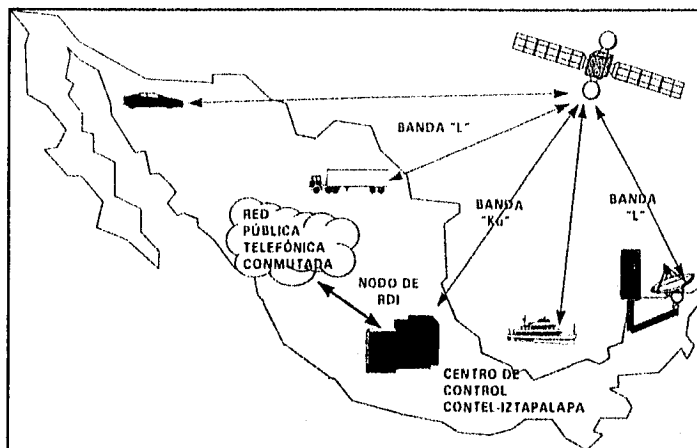 BANDA "L"
RED
PÚBLICA
TELEFÓNICA
CONMUTADA
BANDA
"Ku"
BANDA
"L"
NODO DE
RDI
CENTRO DE
CONTROL
CONTEL-IZTAPALAPA